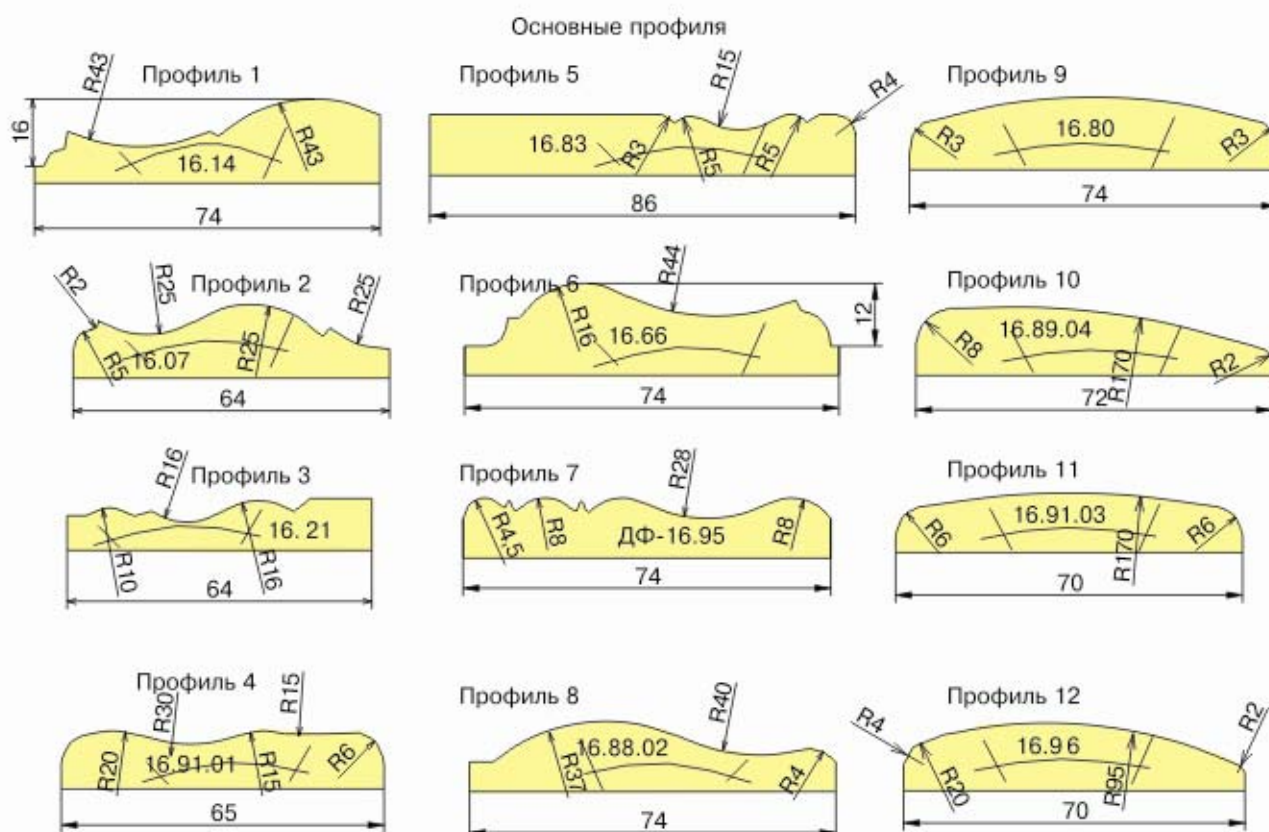 Основные профиля
Профиль 1
R43
16
16.14
R43
74
Профиль 2
R2
R25
R25
R5
16.07
R25
64
Профиль 3
R16
16. 21
R10
R16
64
Профиль 4
R30
R15
R20
16.91.01
R15
R6
65
Профиль 5
R15
R4
16.83
R3
R5
R5
86
Профиль 6
R44
12
R16
16.66
74
Профиль 7
R28
R4,5
R8
ДФ-16.95
R8
74
Профиль 8
R40
16.88.02
R37
R4
74
Профиль 9
R3
16.80
R3
74
Профиль 10
16.89.04
R8
R170
R2
72
Профиль 11
16.91.03
R6
R170
R6
70
Профиль 12
R4
R2
16.96
R20
R95
70